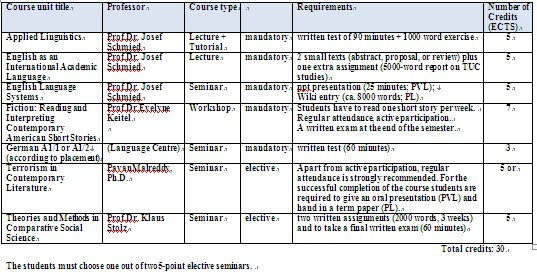 Course unit title Professor Course type Requirements Number of
Credits
(ECTS)
Applied Linguistics Prof.Dr. Josef Lecture + mandatory written test of 90 minutes + 1000 word exercise 5
Schmied Tutorial
English as an Prof.Dr. Josef Lecture mandatory 2 small texts (abstract, proposal, or review) plus 5
International Academic Schmied one extra assignment (5000-word report on TUC
Language studies)
English Language Prof.Dr. Josef Seminar mandatory ppt presentation (25 minutes; PVL); 5
Systems Schmied Wiki entry (ca. 8000 words; PL)
Fiction: Reading and Prof.Dr.Evelyne Workshop mandatory Students have to read one short story per week. 7
Interpreting Keitel Regular attendance, active participation.
Contemporary A written exam at the end of the semester.
American Short Stories
German A1/1 or A1/2 (Language Centre) Seminar mandatory written test (60 minutes) 3
(according to placement)
Terrorism in Pavan Malreddy, Seminar elective Apart from active participation, regular 5 or
Contemporary Ph.D. attendance is strongly recommended. For the
Literature successful completion of the course students are
required to give an oral presentation (PVL) and
hand in a term paper (PL)
Theories and Methods in Prof.Dr. Klaus Seminar elective two written assignments (2000 words, 3 weeks) 5
Comparative Social Stolz and to take a final written exam (60 minutes)
Science
Total credits: 30
The students must choose one out of two 5-point elective seminars.